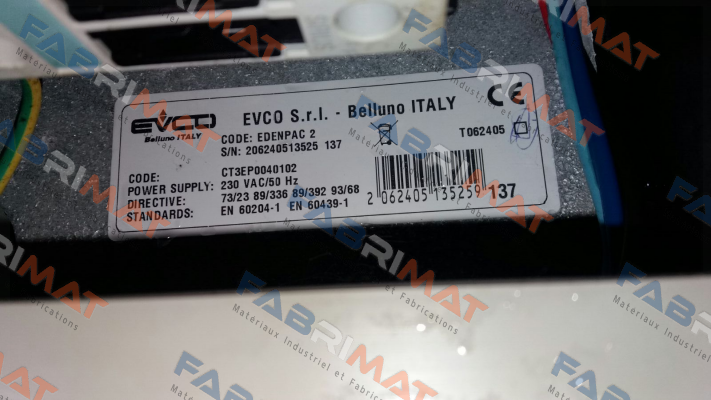 EVCO
Belluno ITALY
EVCO S.r.l. - Belluno ITALY
CE
CODE: EDENPAC 2
S/N: 206240513525 137
T062405
CODE: CT3EP0040102
POWER SUPPLY: 230 VAC/50 Hz
DIRECTIVE: 73/23 89/336 89/392 93/68
STANDARDS: EN 60204-1 EN 60439-1
2 062405 135259 137
FABRIMAT
Matériaux Industriel et Fabrications